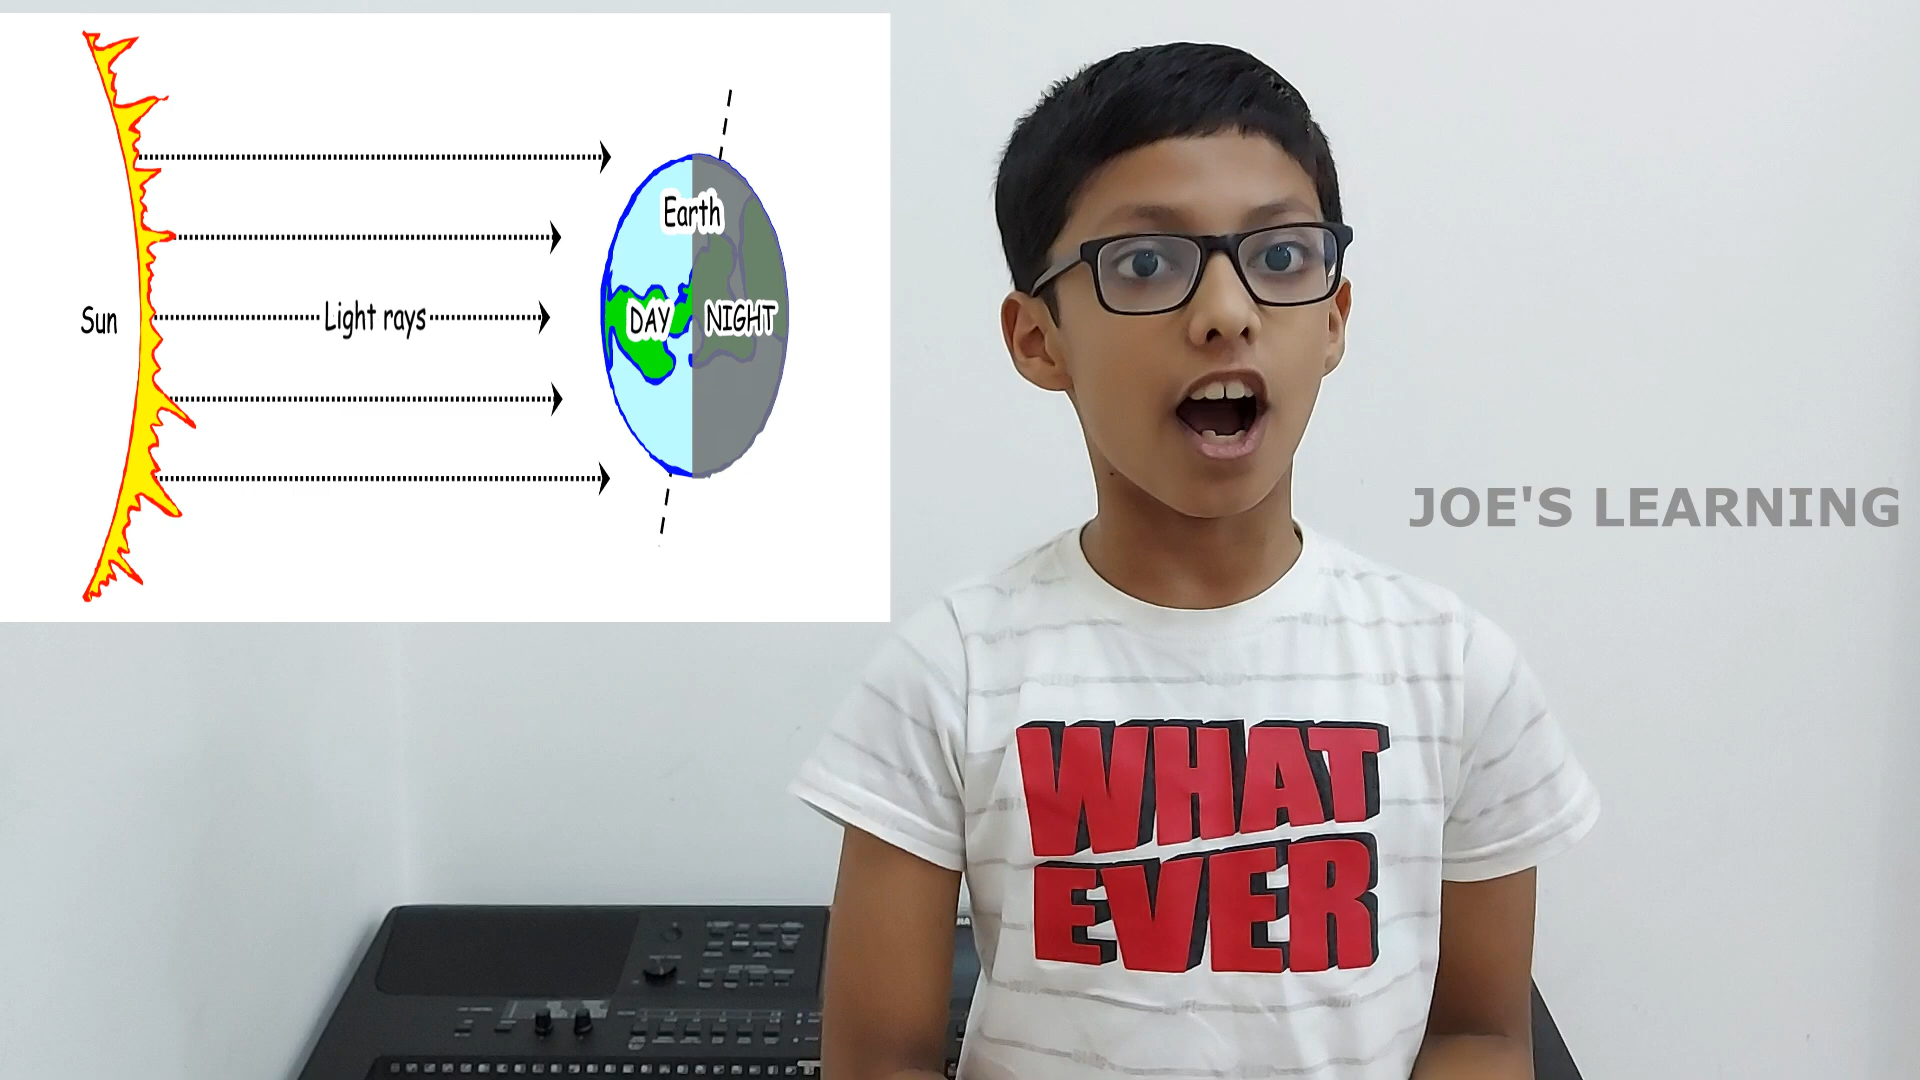 Earth
Sun
Light rays
DAY
NIGHT
JOE'S LEARNING
WHAT
EVER